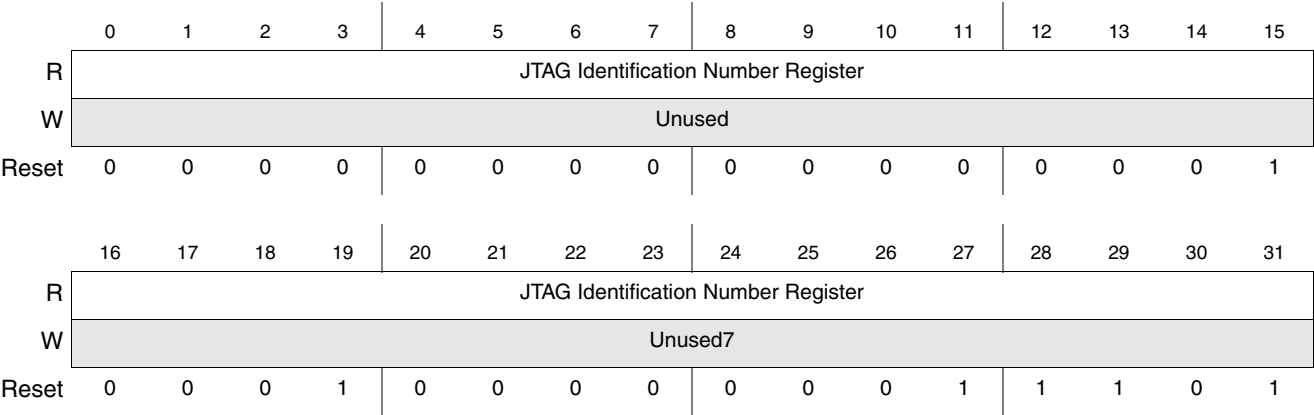 0 1 2 3 4 5 6 7 8 9 10 11 12 13 14 15
R JTAG Identification Number Register
W Unused
Reset 0 0 0 0 0 0 0 0 0 0 0 0 0 0 0 1
16 17 18 19 20 21 22 23 24 25 26 27 28 29 30 31
R JTAG Identification Number Register
W Unused7
Reset 0 0 0 1 0 0 0 0 0 0 0 1 1 1 0 1